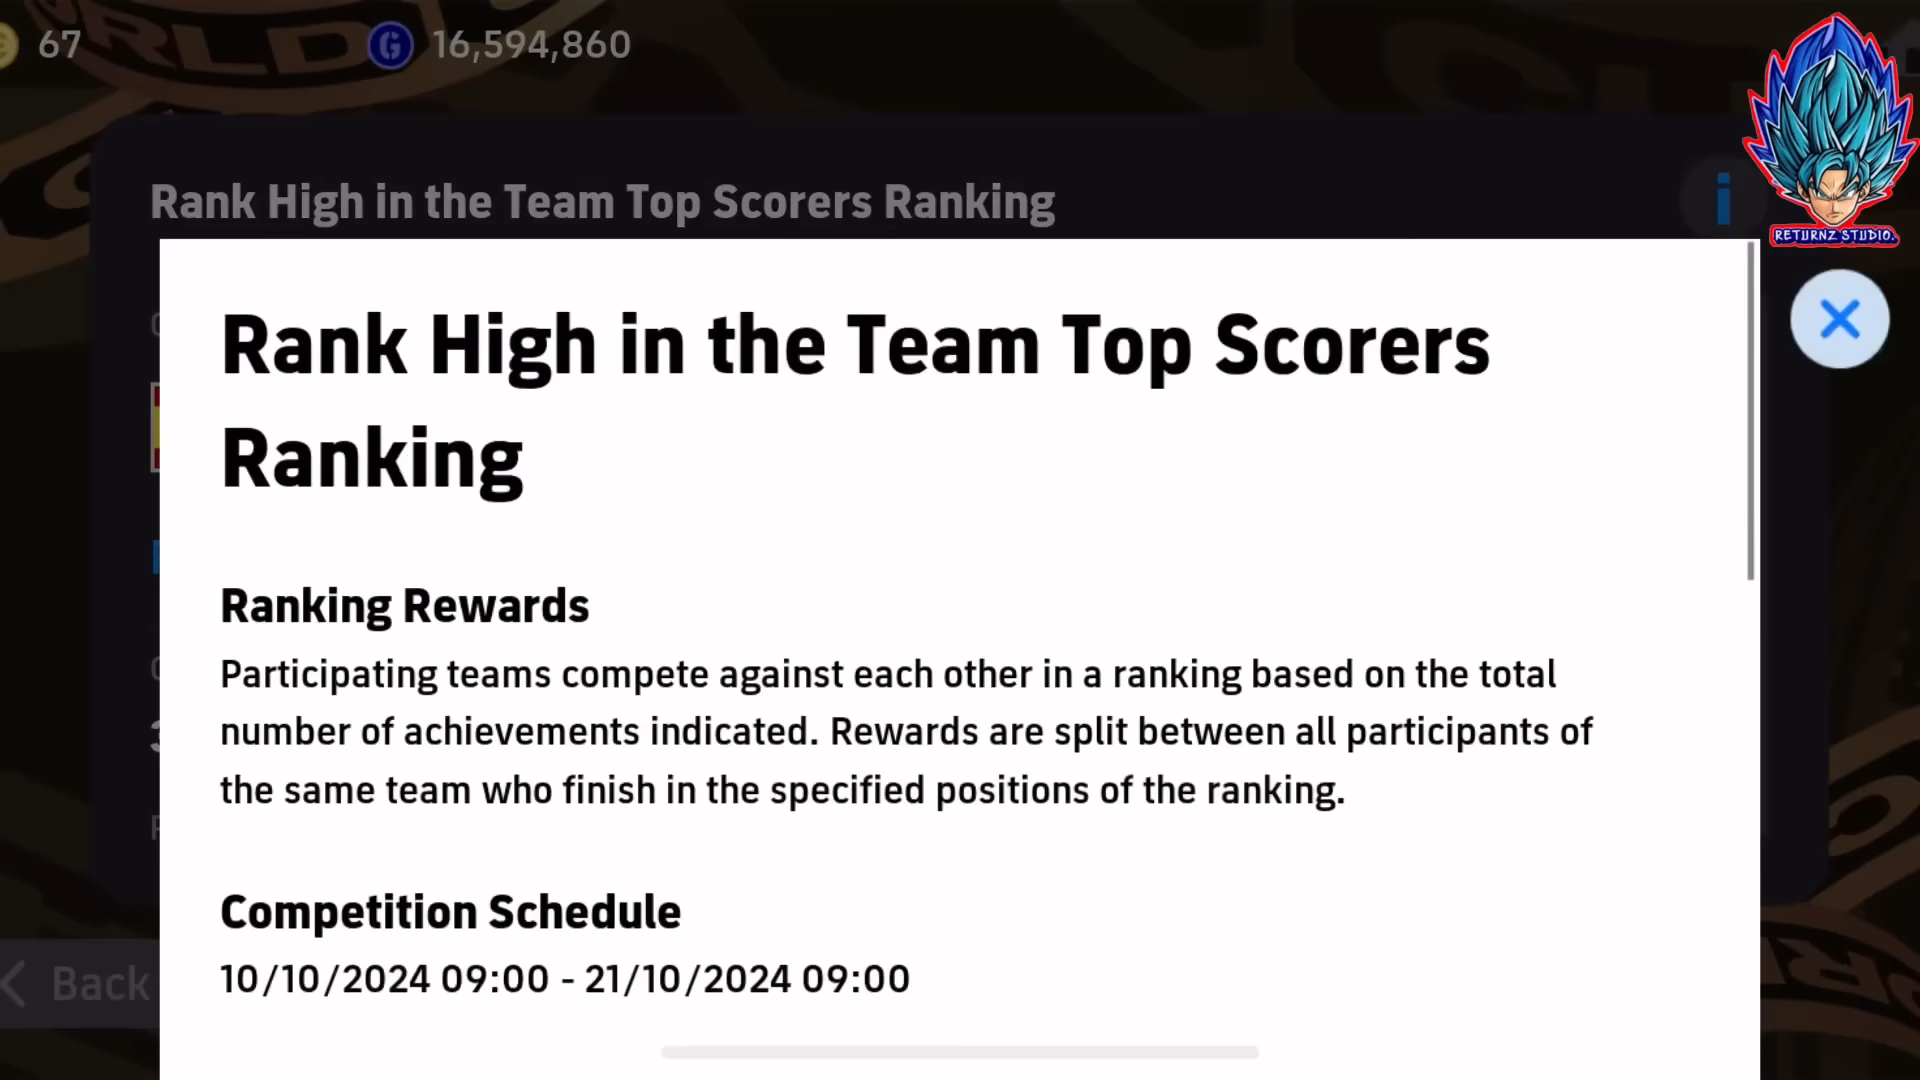 67
16,594,860
Rank High in the Team Top Scorers Ranking
RETURNZ STUDIO.
Rank High in the Team Top Scorers
Ranking
Ranking Rewards
Participating teams compete against each other in a ranking based on the total
number of achievements indicated. Rewards are split between all participants of
the same team who finish in the specified positions of the ranking.
Competition Schedule
10/10/2024 09:00 - 21/10/2024 09:00
Back